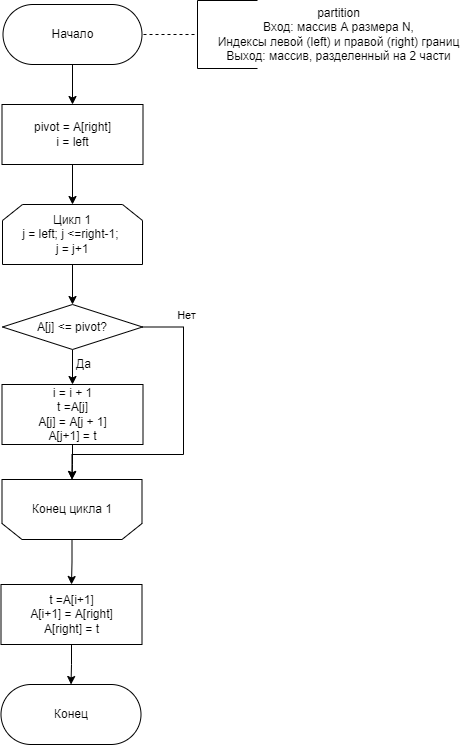 Начало
partition
Вход: массив А размера N,
Индексы левой (left) и правой (right) границ
Выход: массив, разделенный на 2 части
pivot = A[right]
i = left
Цикл 1
j = left; j <=right-1;
j = j+1
A[j] <= pivot?
Нет
Да
i = i + 1
t =A[j]
A[j] = A[j + 1]
A[j+1] = t
Конец цикла 1
t =A[i+1]
A[i+1] = A[right]
A[right] = t
Конец